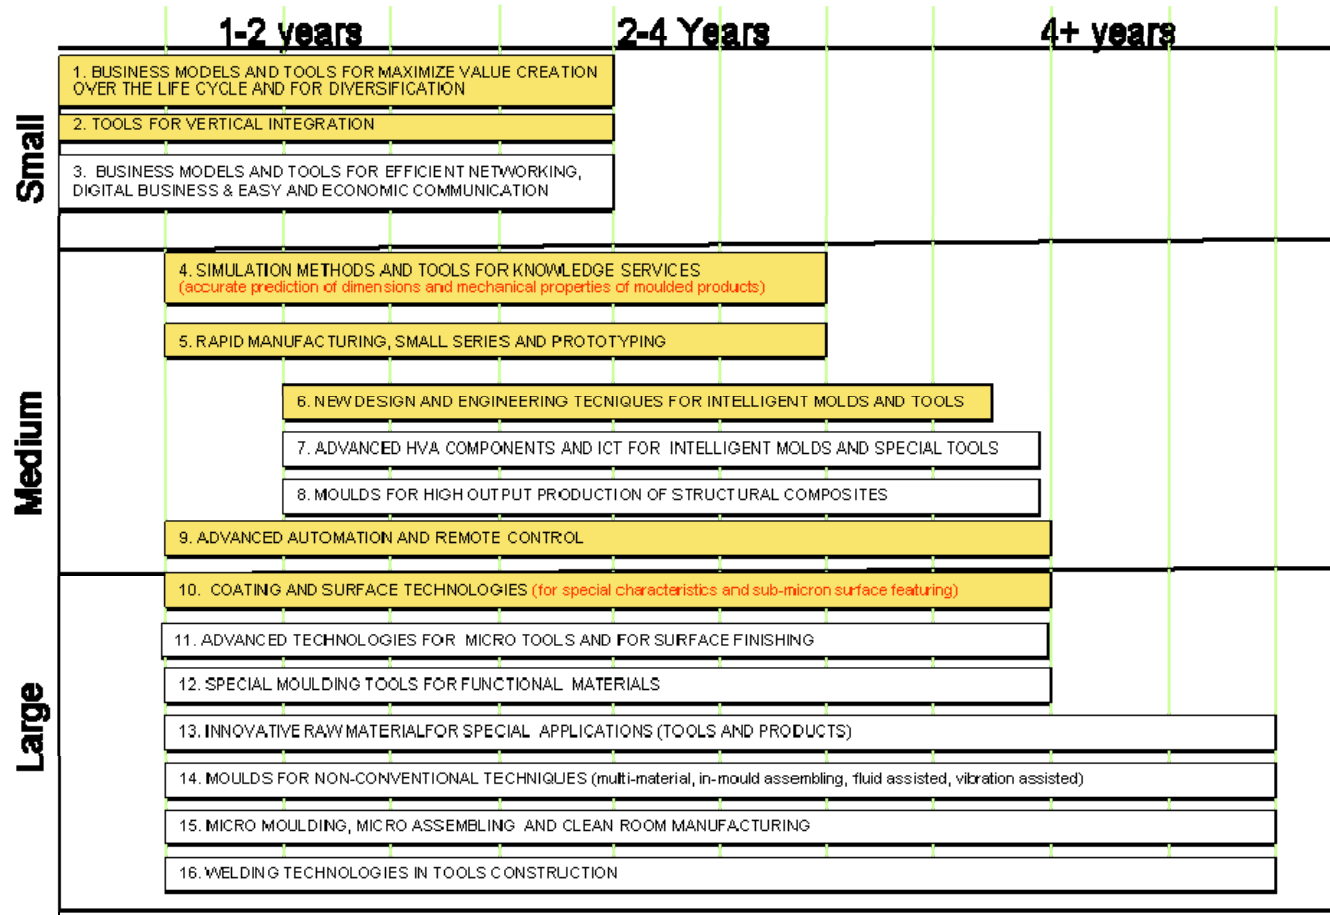 1-2 years 2-4 Years 4+ years
Small
1. BUSINESS MODELS AND TOOLS FOR MAXIMIZE VALUE CREATION
OVER THE LIFE CYCLE AND FOR DIVERSIFICATION
2. TOOLS FOR VERTICAL INTEGRATION
3. BUSINESS MODELS AND TOOLS FOR EFFICIENT NETWORKING,
DIGITAL BUSINESS & EASY AND ECONOMIC COMMUNICATION
Medium
4. SIMULATION METHODS AND TOOLS FOR KNOWLEDGE SERVICES
(accurate prediction of dimensions and mechanical properties of moulded products)
5. RAPID MANUFACTURING, SMALL SERIES AND PROTOTYPING
6. NEW DESIGN AND ENGINEERING TECNIQUES FOR INTELLIGENT MOLDS AND TOOLS
7. ADVANCED HVA COMPONENTS AND ICT FOR INTELLIGENT MOLDS AND SPECIAL TOOLS
8. MOULDS FOR HIGH OUTPUT PRODUCTION OF STRUCTURAL COMPOSITES
9. ADVANCED AUTOMATION AND REMOTE CONTROL
Large
10. COATING AND SURFACE TECHNOLOGIES (for special characteristics and sub-micron surface featuring)
11. ADVANCED TECHNOLOGIES FOR MICRO TOOLS AND FOR SURFACE FINISHING
12. SPECIAL MOULDING TOOLS FOR FUNCTIONAL MATERIALS
13. INNOVATIVE RAW MATERIALFOR SPECIAL APPLICATIONS (TOOLS AND PRODUCTS)
14. MOULDS FOR NON-CONVENTIONAL TECHNIQUES (multi-material, in-mould assembling, fluid assisted, vibration assisted)
15. MICRO MOULDING, MICRO ASSEMBLING AND CLEAN ROOM MANUFACTURING
16. WELDING TECHNOLOGIES IN TOOLS CONSTRUCTION